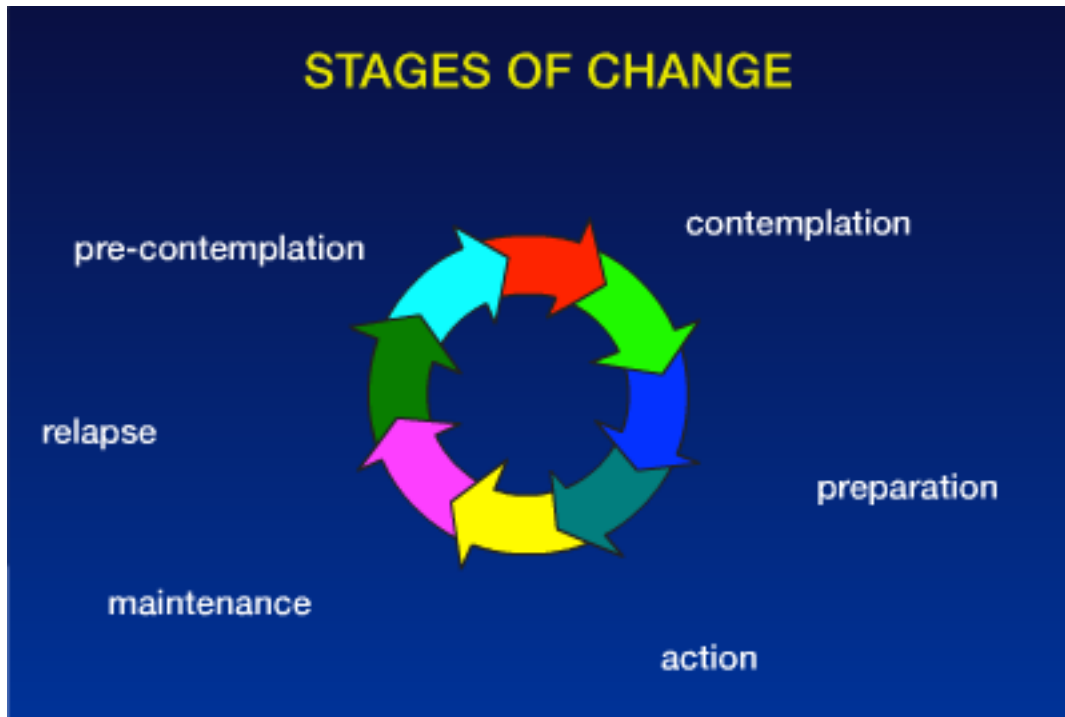 STAGES OF CHANGE
contemplation
pre-contemplation
relapse
preparation
maintenance
action